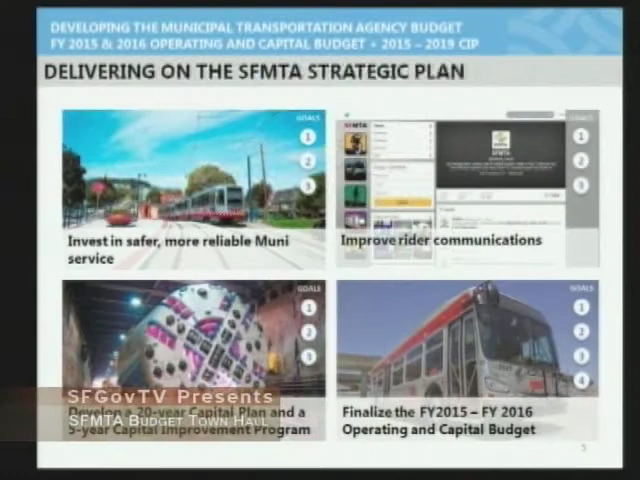 DEVELOPING THE MUNICIPAL TRANSPORTATION AGENCY BUDGET
FY 2015 & 2016 OPERATING AND CAPITAL BUDGET • 2015 – 2019 CIP
DELIVERING ON THE SFMTA STRATEGIC PLAN
GOALS
1
2
3
Invest in safer, more reliable Muni
service
GOALS
1
2
3
SFMTA
SFMTA
Improve rider communications
GOALS
1
2
3
Develop a 20-year Capital Plan and a
5-year Capital Improvement Program
GOALS
1
2
3
4
Finalize the FY2015 – FY 2016
Operating and Capital Budget
SFGovTV Presents
SFMTA BUDGET TOWN HALL
5